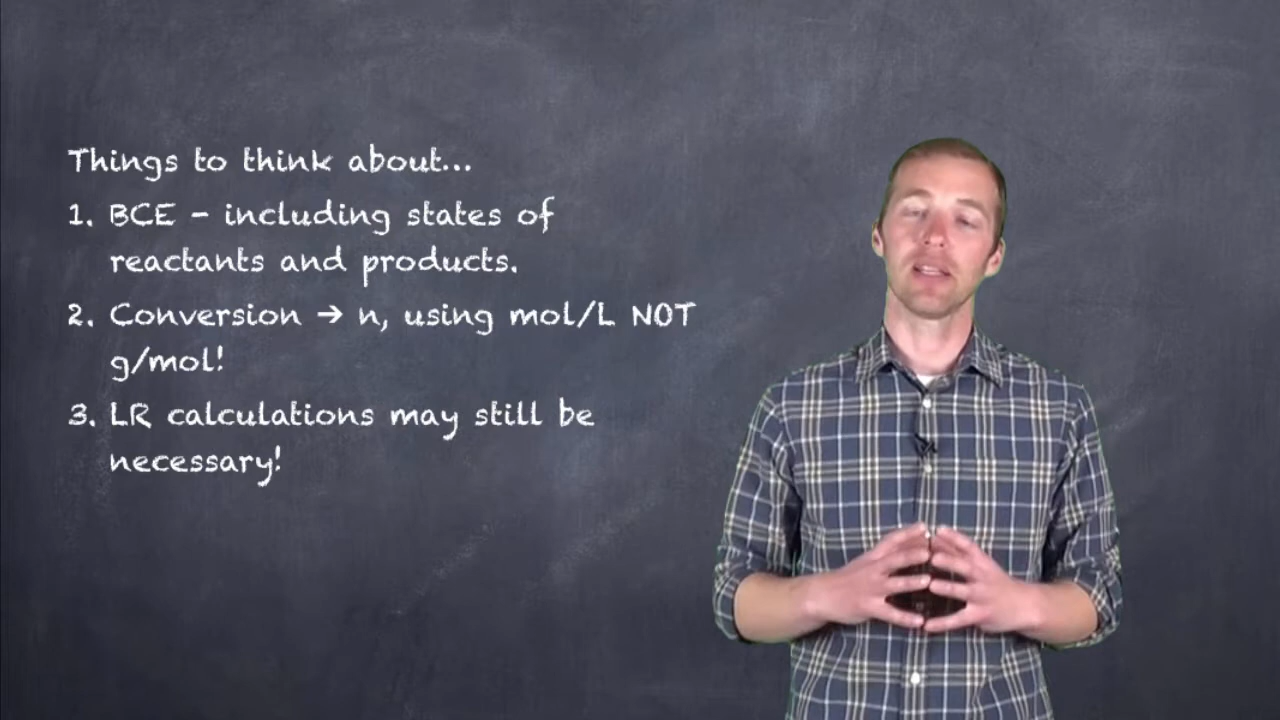 Things to think about...
1. BCE - including states of
reactants and products.
2. Conversion → n, using mol/L NOT
g/mol!
3. LR calculations may still be
necessary!